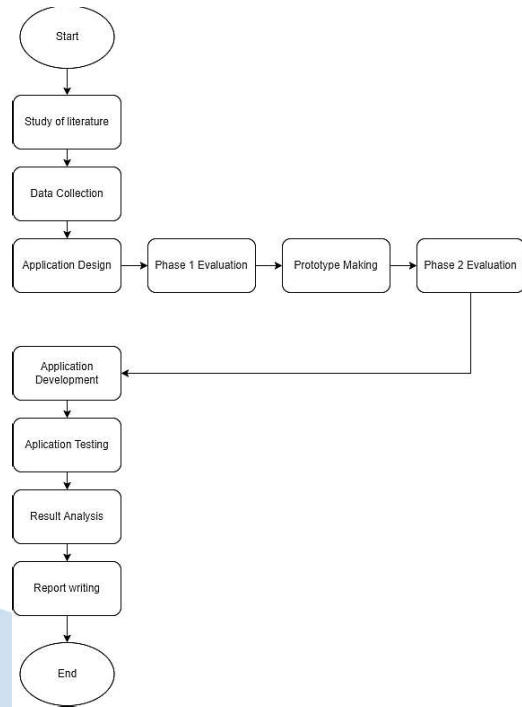 Start
Study of literature
Data Collection
Application Design
Phase 1 Evaluation
Prototype Making
Phase 2 Evaluation
Application
Development
Aplication Testing
Result Analysis
Report writing
End